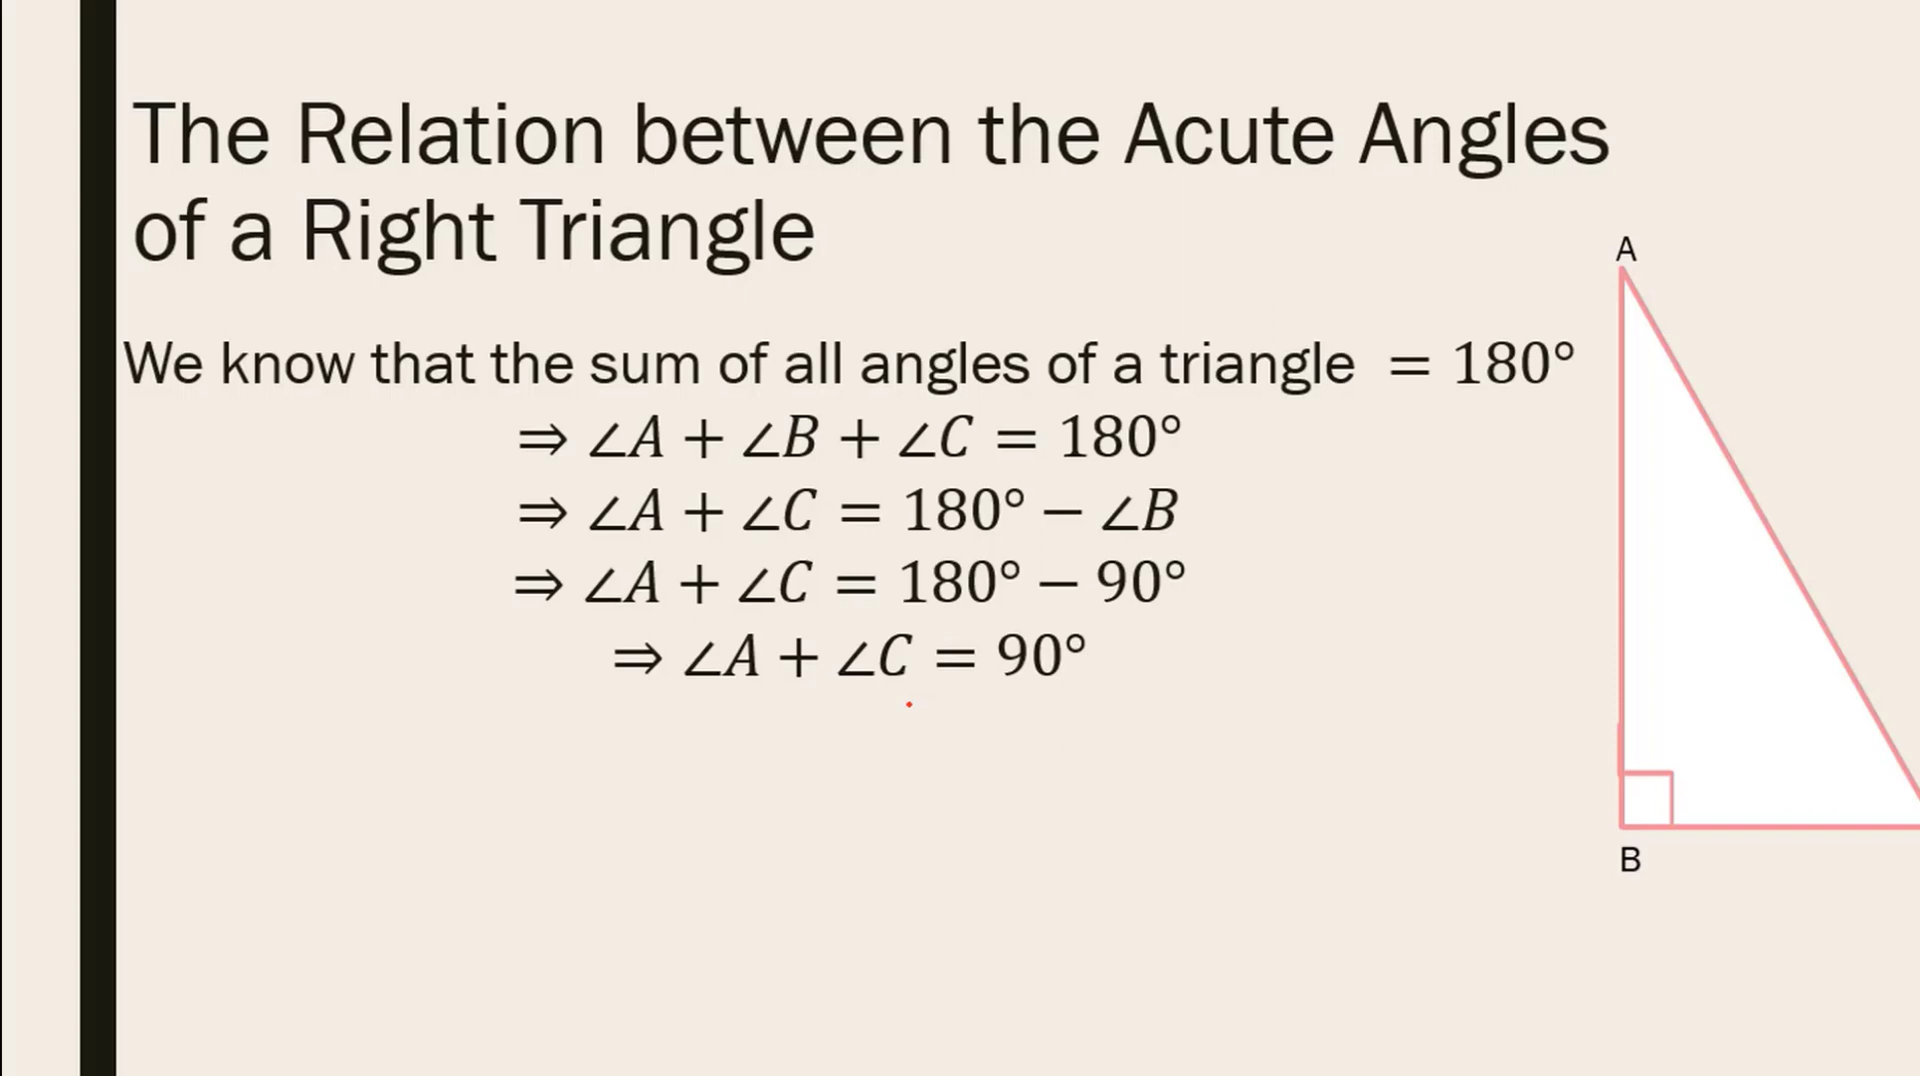 The Relation between the Acute Angles
of a Right Triangle
A
We know that the sum of all angles of a triangle = 180°
⇒ ∠A + ∠B + ∠C = 180°
⇒ ∠A + ∠C = 180° − ∠B
⇒ ∠A + ∠C = 180° − 90°
⇒ ∠A + ∠C = 90°
B